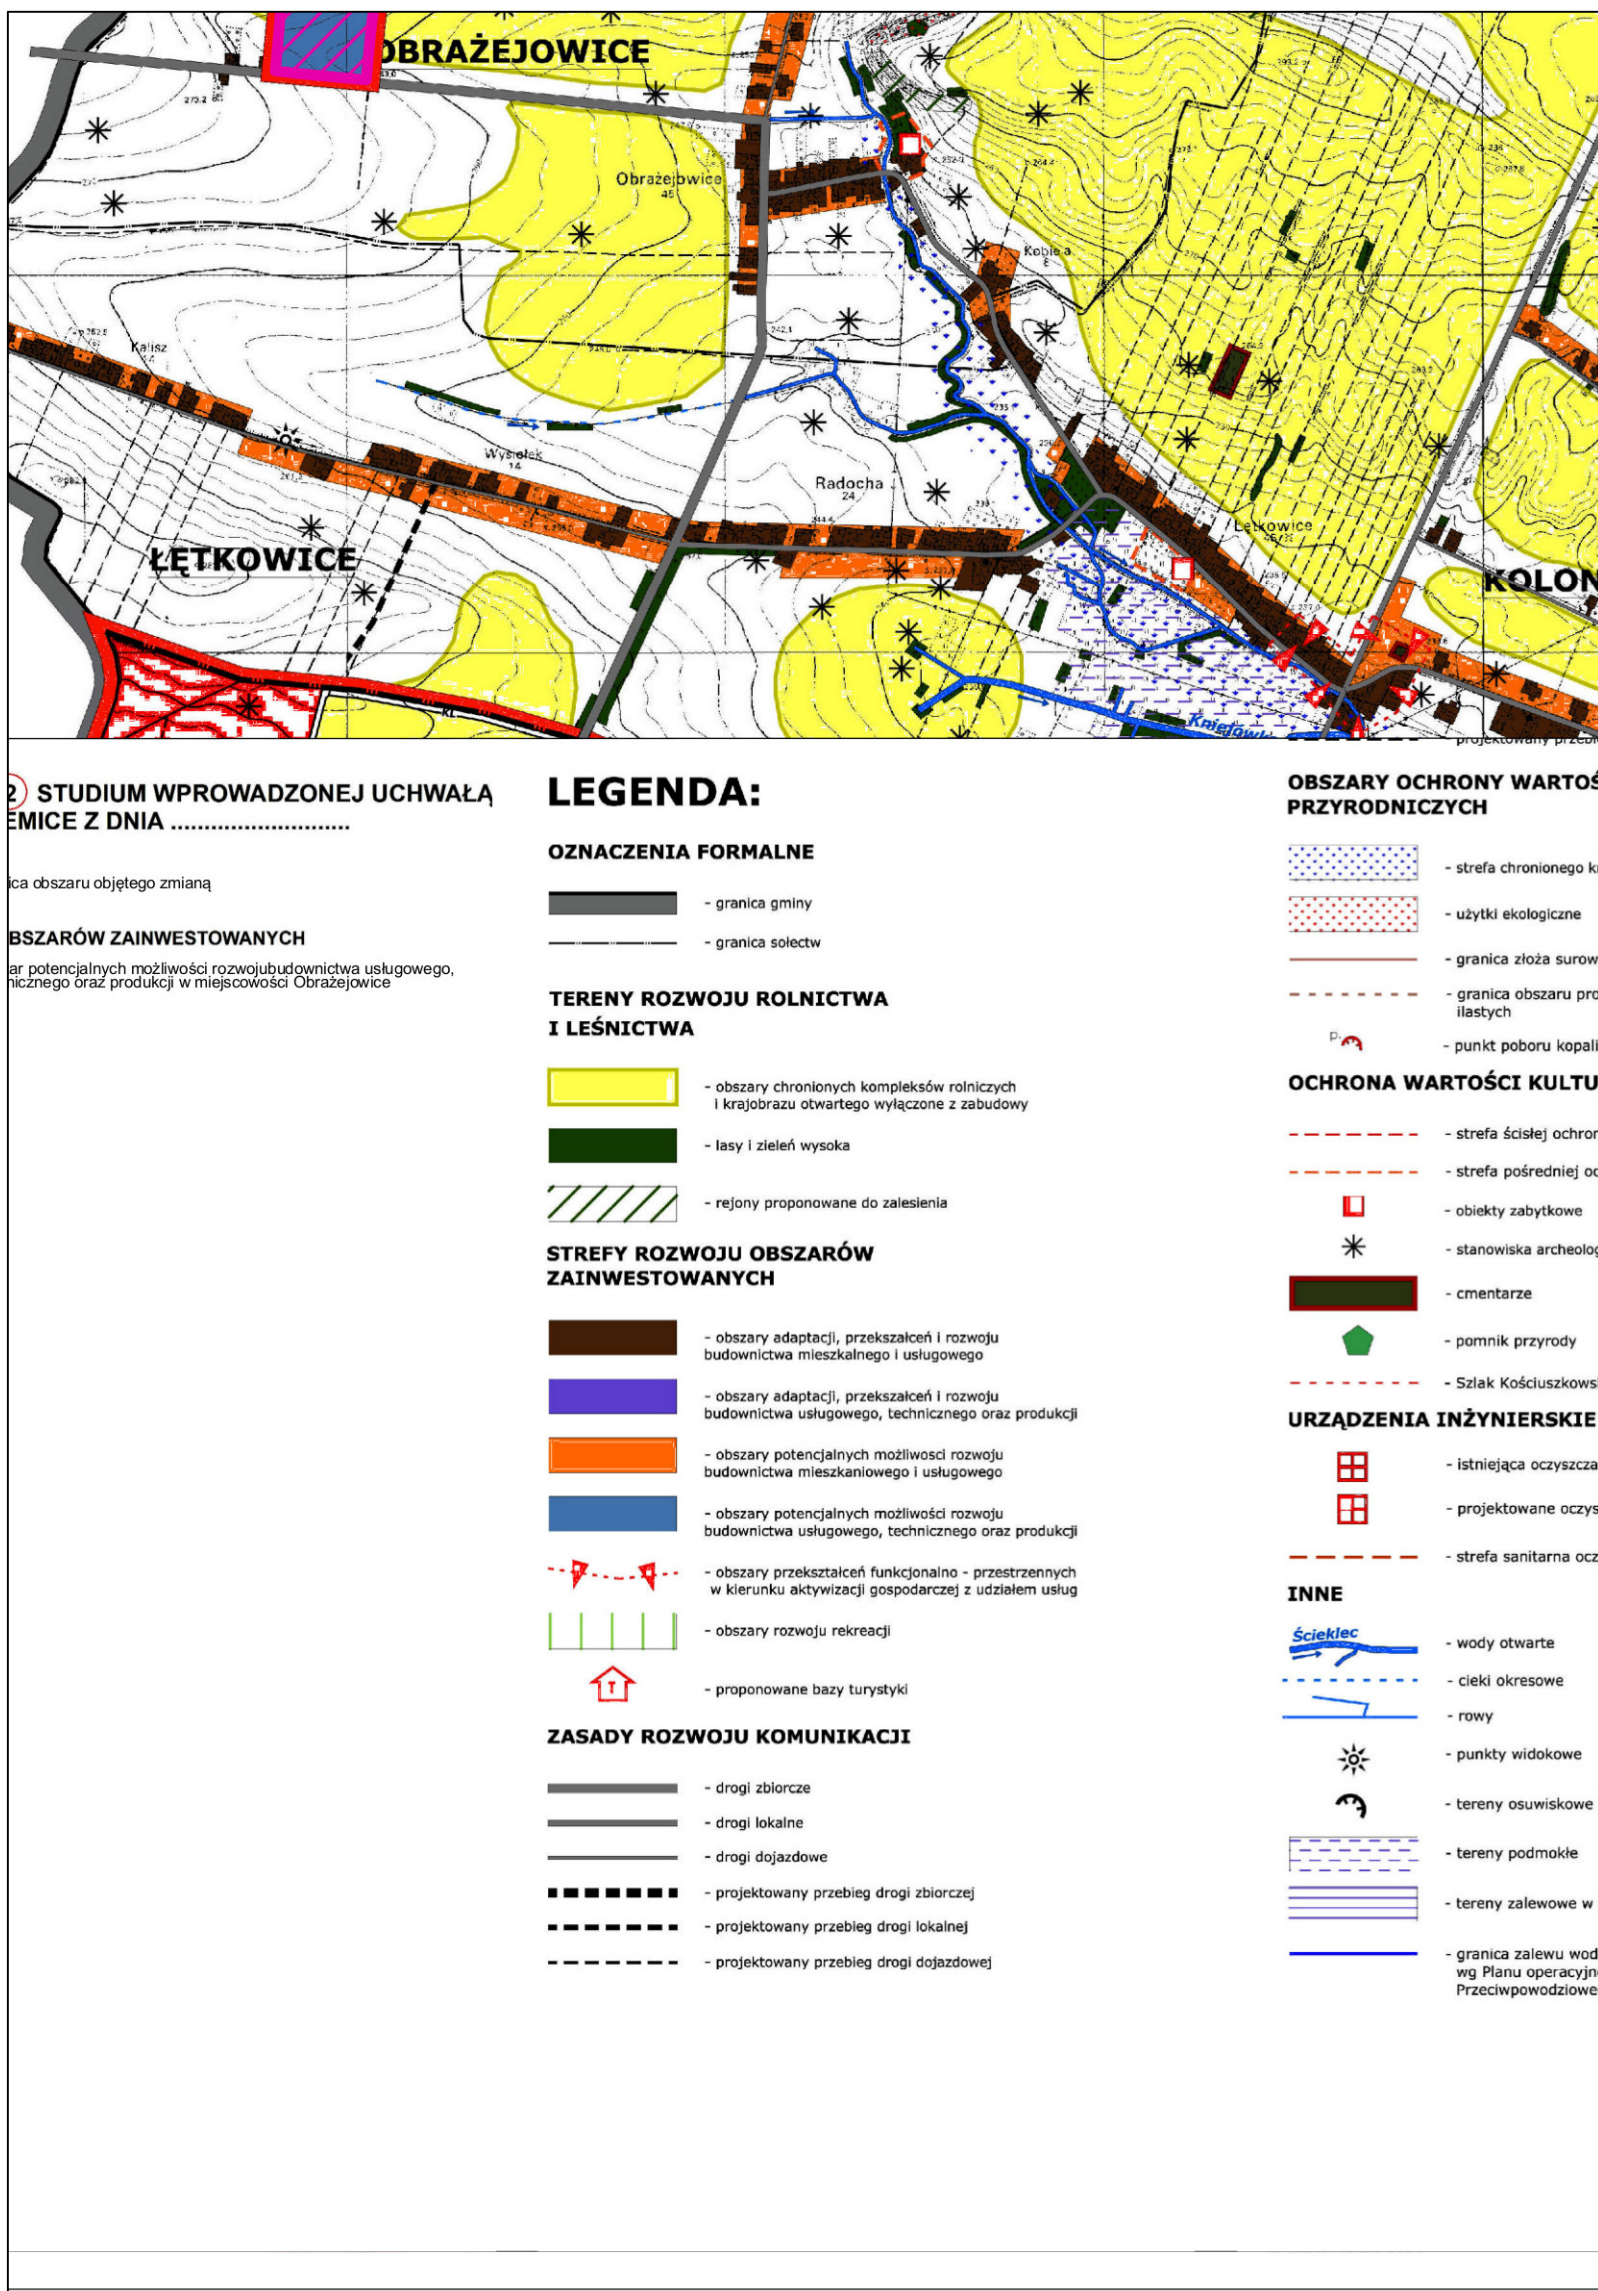 OBRAŻEJOWICE
Obrażejowice
45
Kalisz
Wysiołek
14
Radocha
24
Łętkowice
ŁĘTKOWICE
KOLON
KL
2 STUDIUM WPROWADZONEJ UCHWAŁĄ
EMICE Z DNIA ...........................
ica obszaru objętego zmianą
BSZARÓW ZAINWESTOWANYCH
ar potencjalnych możliwości rozwojubudownictwa usługowego,
nicznego oraz produkcji w miejscowości Obrażejowice
LEGENDA:
OZNACZENIA FORMALNE
- granica gminy
- granica sołectw
TERENY ROZWOJU ROLNICTWA
I LEŚNICTWA
- obszary chronionych kompleksów rolniczych
i krajobrazu otwartego wyłączone z zabudowy
- lasy i zieleń wysoka
- rejony proponowane do zalesienia
STREFY ROZWOJU OBSZARÓW
ZAINWESTOWANYCH
- obszary adaptacji, przekszałceń i rozwoju
budownictwa mieszkalnego i usługowego
- obszary adaptacji, przekszałceń i rozwoju
budownictwa usługowego, technicznego oraz produkcji
- obszary potencjalnych możliwosci rozwoju
budownictwa mieszkaniowego i usługowego
- obszary potencjalnych możliwości rozwoju
budownictwa usługowego, technicznego oraz produkcji
- obszary przekształceń funkcjonalno - przestrzennych
w kierunku aktywizacji gospodarczej z udziałem usług
- obszary rozwoju rekreacji
T
- proponowane bazy turystyki
ZASADY ROZWOJU KOMUNIKACJI
- drogi zbiorcze
- drogi lokalne
- drogi dojazdowe
- projektowany przebieg drogi zbiorczej
- projektowany przebieg drogi lokalnej
- projektowany przebieg drogi dojazdowej
- projektowany przebi
OBSZARY OCHRONY WARTOŚ
PRZYRODNICZYCH
- strefa chronionego k
- użytki ekologiczne
- granica złoża surow
- granica obszaru pro
ilastych
p.
- punkt poboru kopali
OCHRONA WARTOŚCI KULTU
- strefa ścisłej ochron
- strefa pośredniej o
- obiekty zabytkowe
- stanowiska archeolog
- cmentarze
- pomnik przyrody
- Szlak Kościuszkows
URZĄDZENIA INŻYNIERSKIE
- istniejąca oczyszcza
- projektowane oczys
- strefa sanitarna ocz
INNE
Ścieklec
- wody otwarte
- cieki okresowe
- rowy
- punkty widokowe
- tereny osuwiskowe
- tereny podmokłe
- tereny zalewowe w
- granica zalewu wod
wg Planu operacyjn
Przeciwpowodziowe